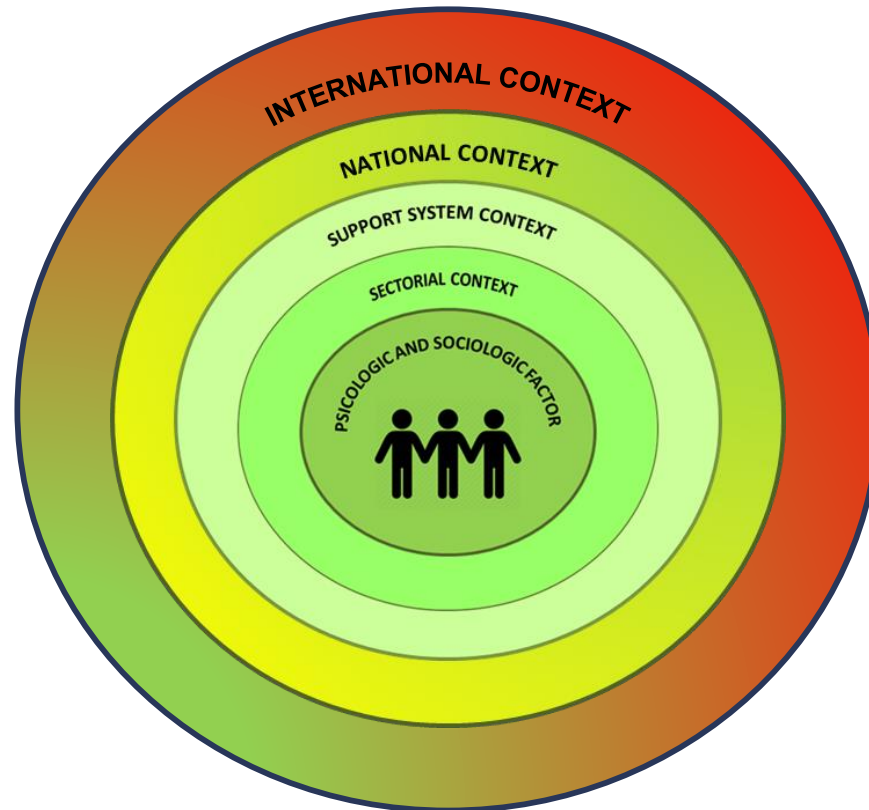 INTERNATIONAL CONTEXT
NATIONAL CONTEXT
SUPPORT SYSTEM CONTEXT
SECTORIAL CONTEXT
PSICOLOGIC AND SOCIOLOGIC FACTOR